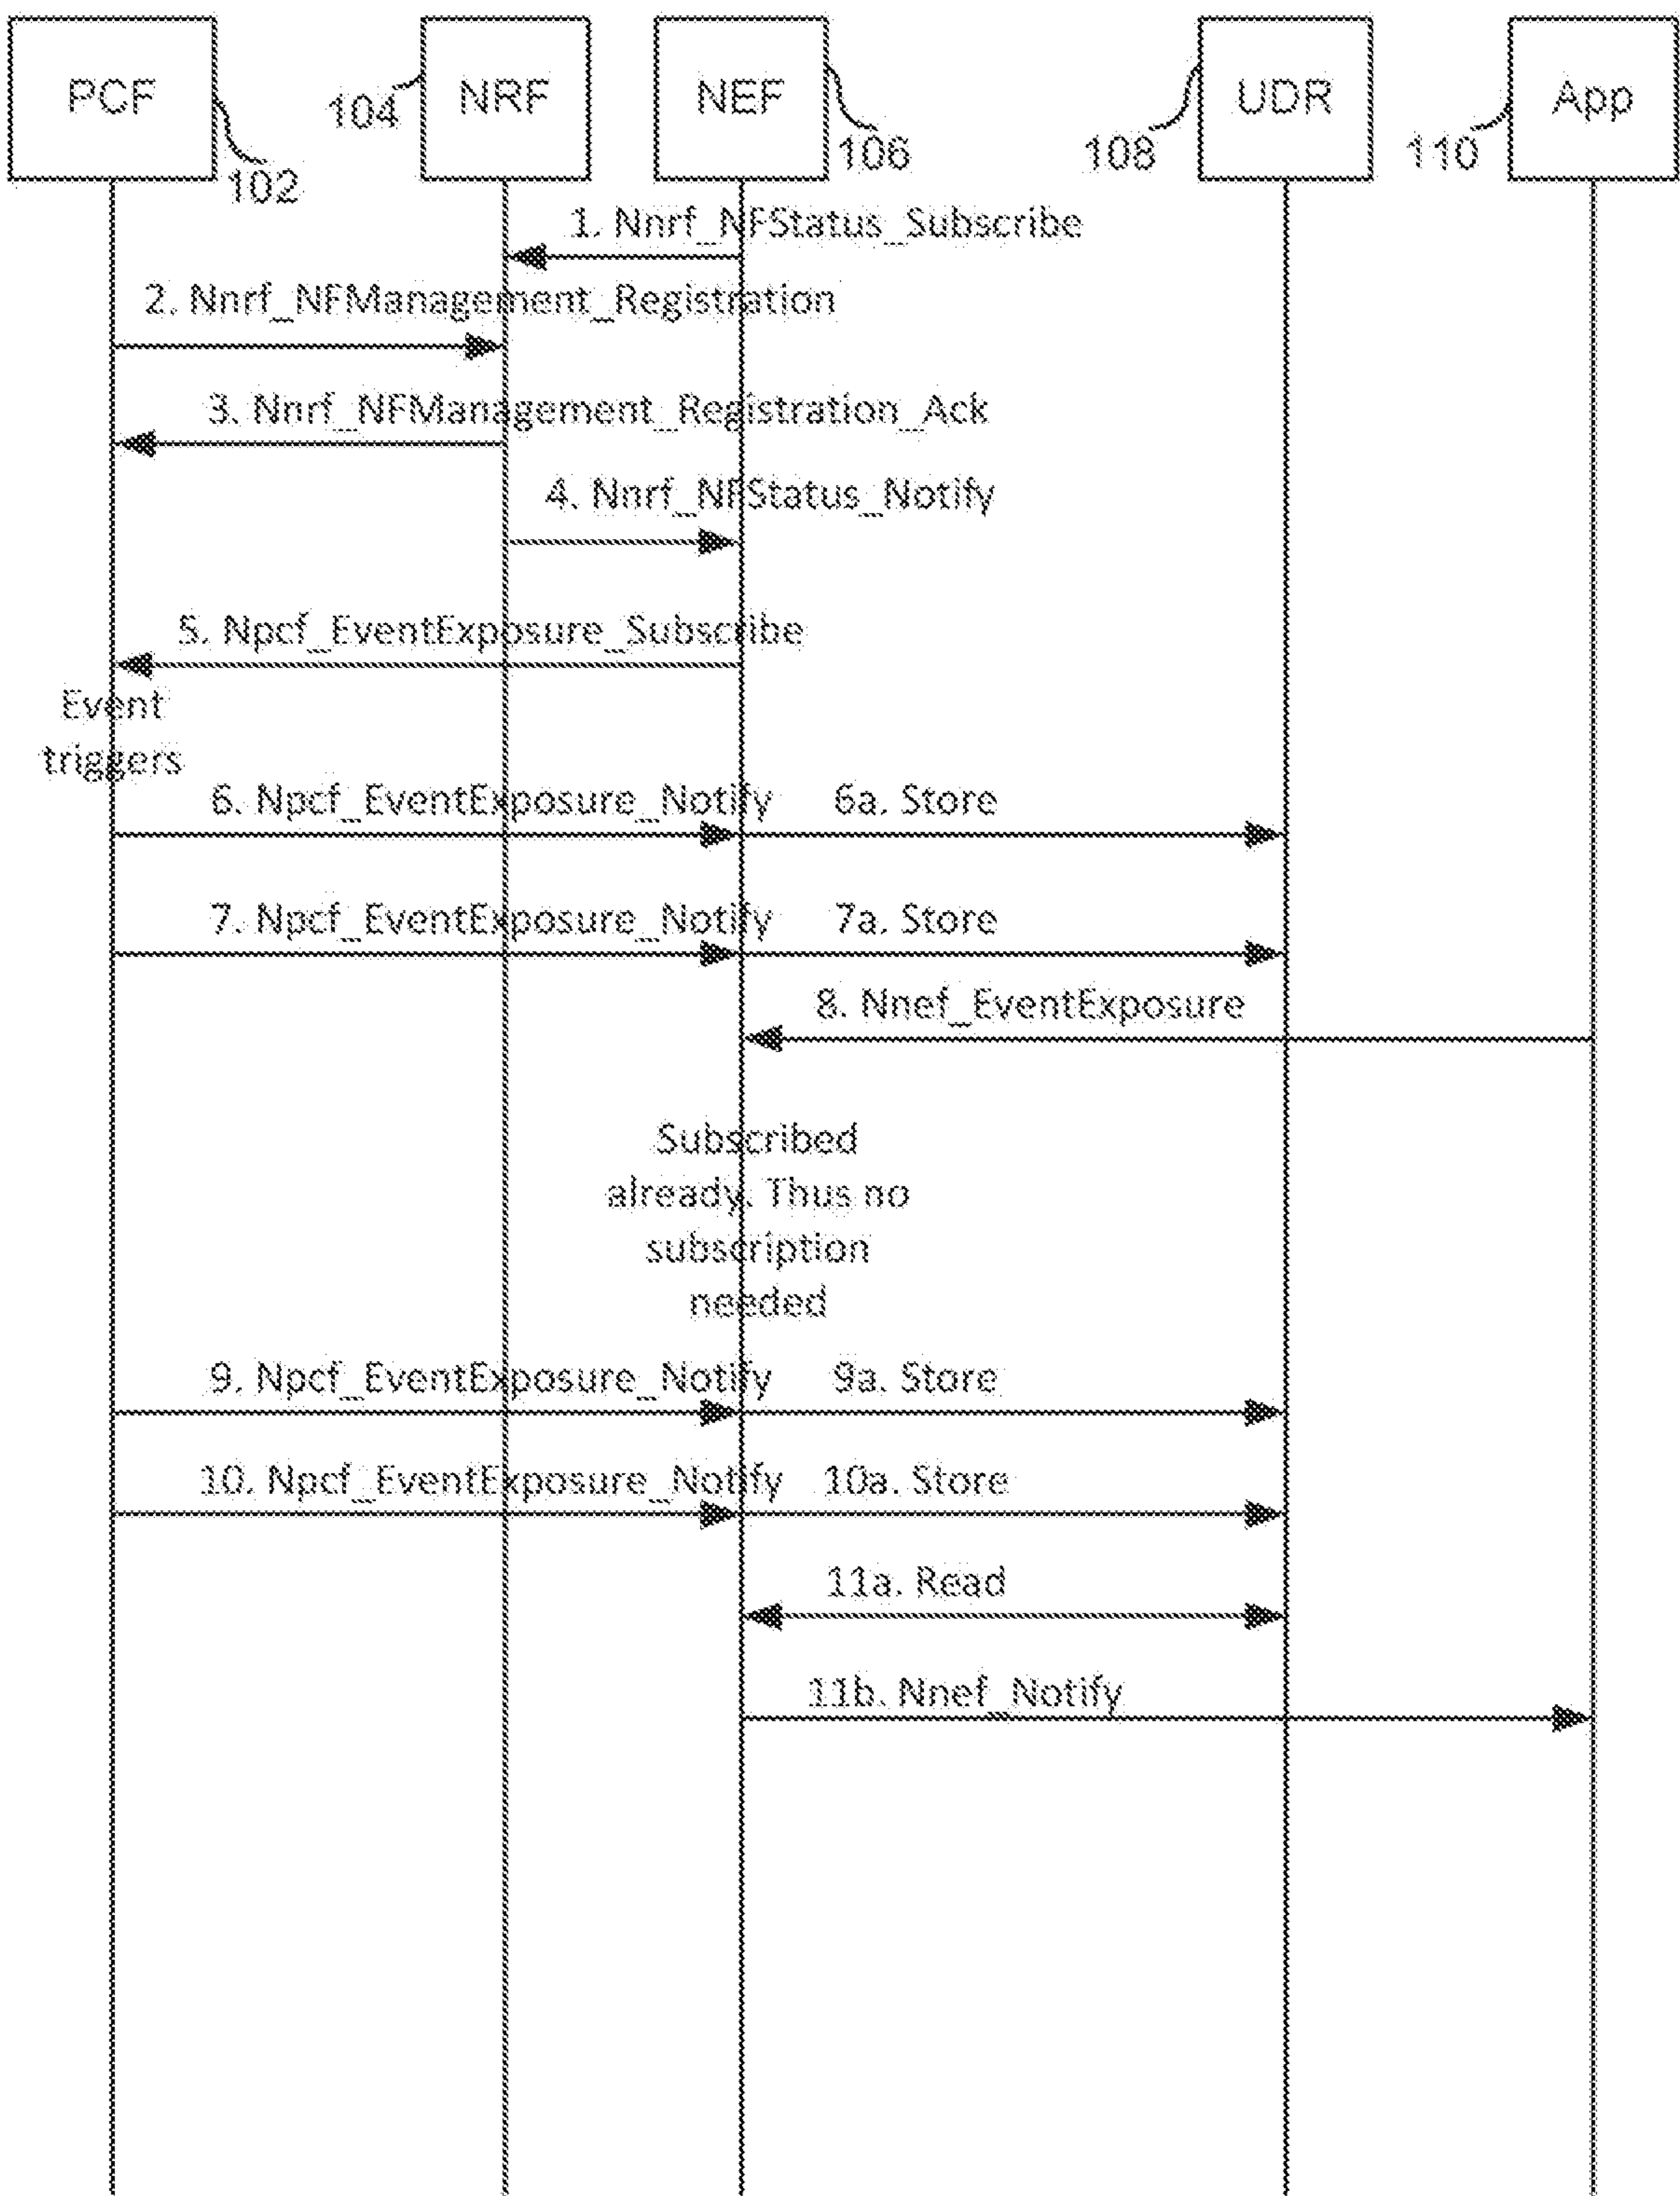 PCF
NRF
NEF
UDR
App
102
104
106
108
110
1. Nnrf_NFStatus_Subscribe
2. Nnrf_NFManagement_Registration
3. Nnrf_NFManagement_Registration_Ack
4. Nnrf_NFStatus_Notify
5. Npcf_EventExposure_Subscribe
Event
triggers
6. Npcf_EventExposure_Notify
6a. Store
7. Npcf_EventExposure_Notify
7a. Store
8. Nnef_EventExposure
Subscribed
already. Thus no
subscription
needed
9. Npcf_EventExposure_Notify
9a. Store
10. Npcf_EventExposure_Notify
10a. Store
11a. Read
11b. Nnef_Notify